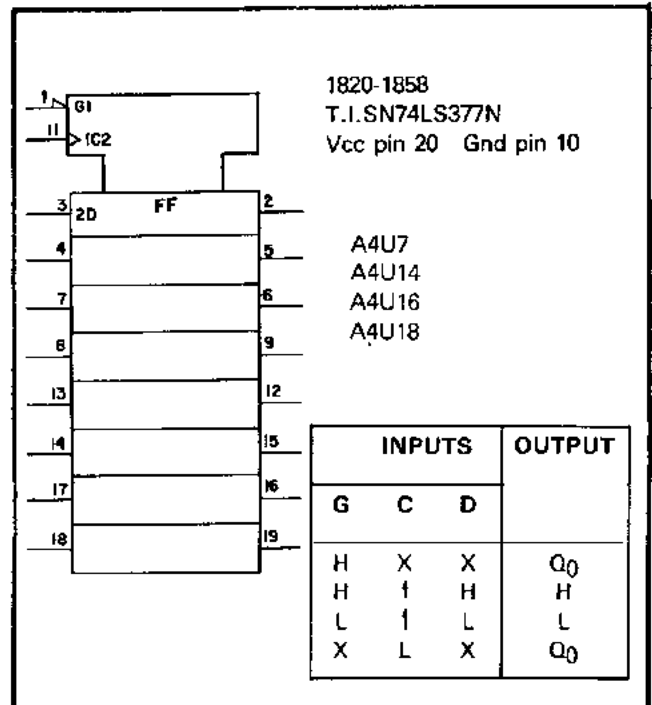 1820-1858
T.I.SN74LS377N
Vcc pin 20 Gnd pin 10
1 G1
11 1C2
3 2D FF 2
4 5
7 6
8 9
13 12
14 15
17 16
18 19
A4U7
A4U14
A4U16
A4U18
INPUTS OUTPUT
G C D
H X X Q0
H ↑ H H
L ↑ L L
X L X Q0